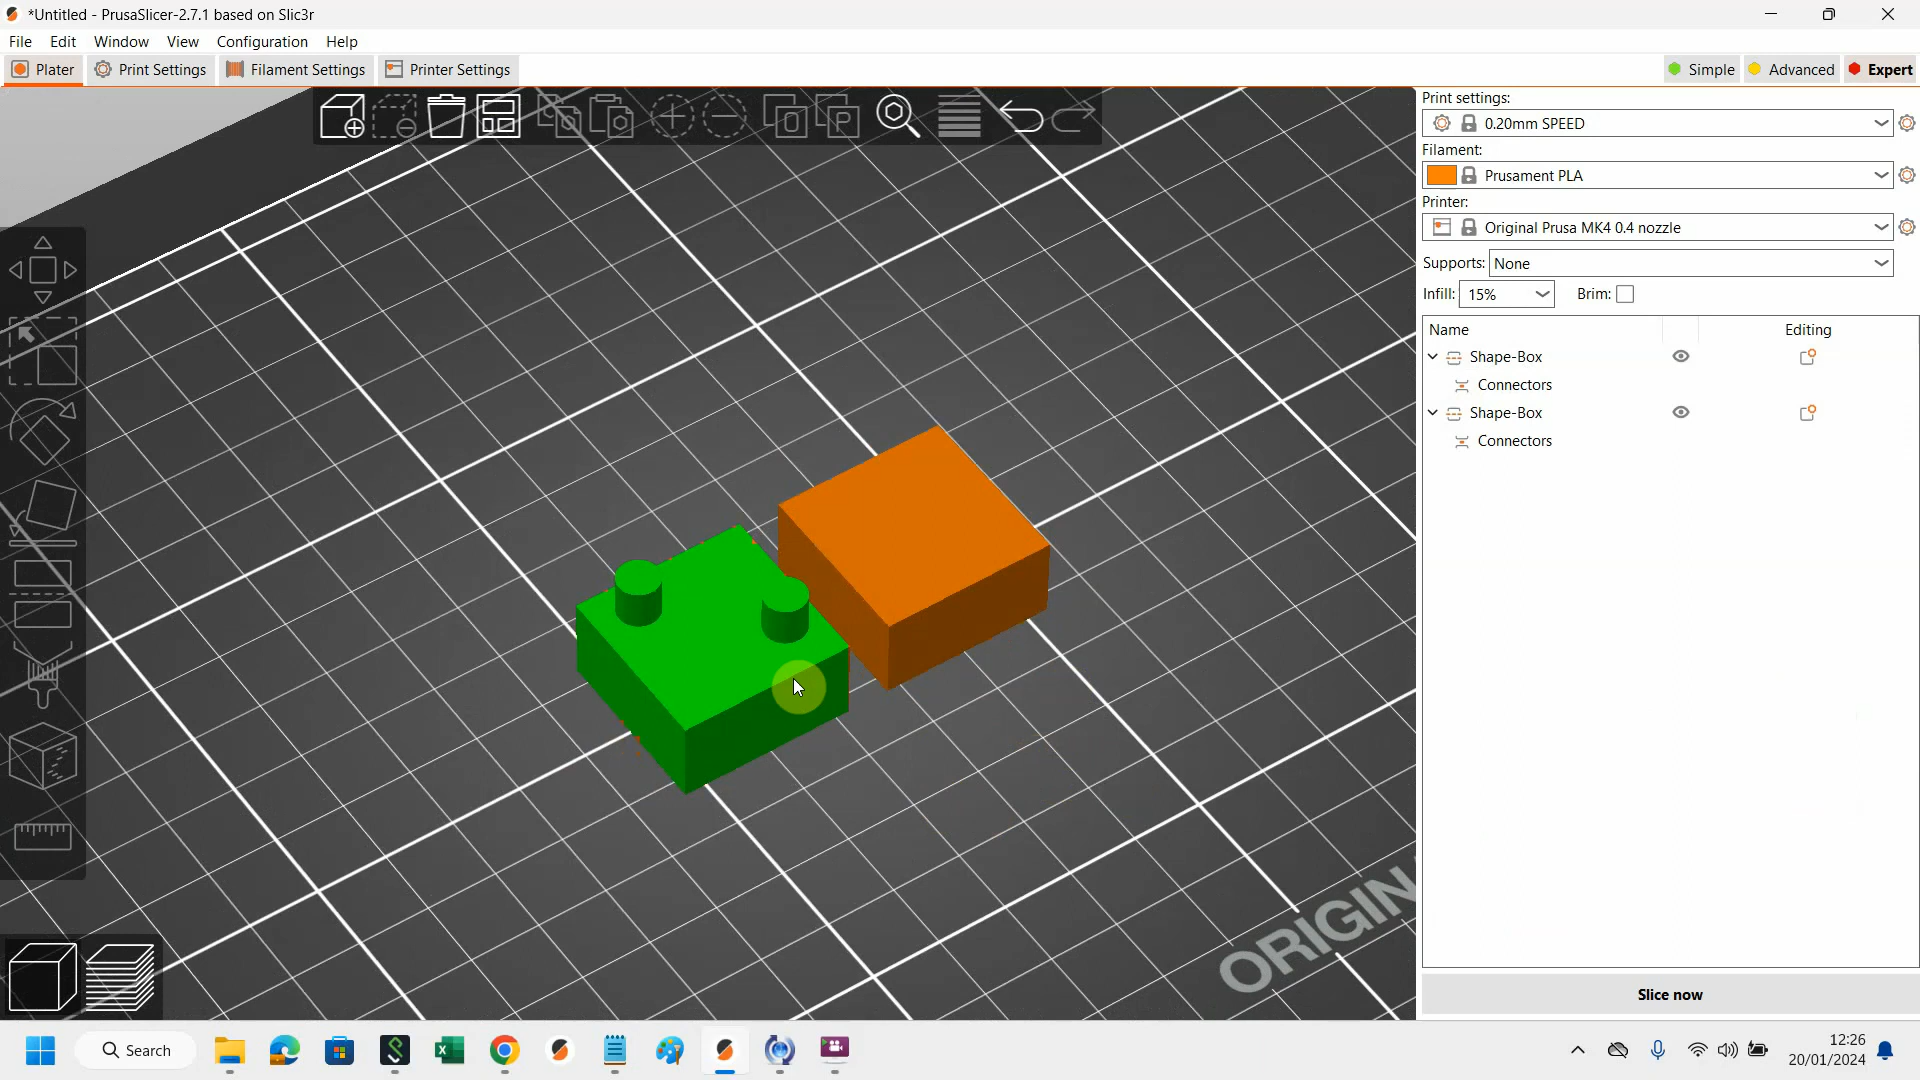 *Untitled - PrusaSlicer-2.7.1 based on Slic3r
File Edit Window View Configuration Help
Plater Print Settings Filament Settings Printer Settings Simple Advanced Expert
Print settings:
0.20mm SPEED
Filament:
Prusament PLA
Printer:
Original Prusa MK4 0.4 nozzle
Supports: None
Infill: 15% Brim:
Name Editing
Shape-Box
Connectors
Shape-Box
Connectors
ORIGIN
Slice now
Search
12:26
20/01/2024